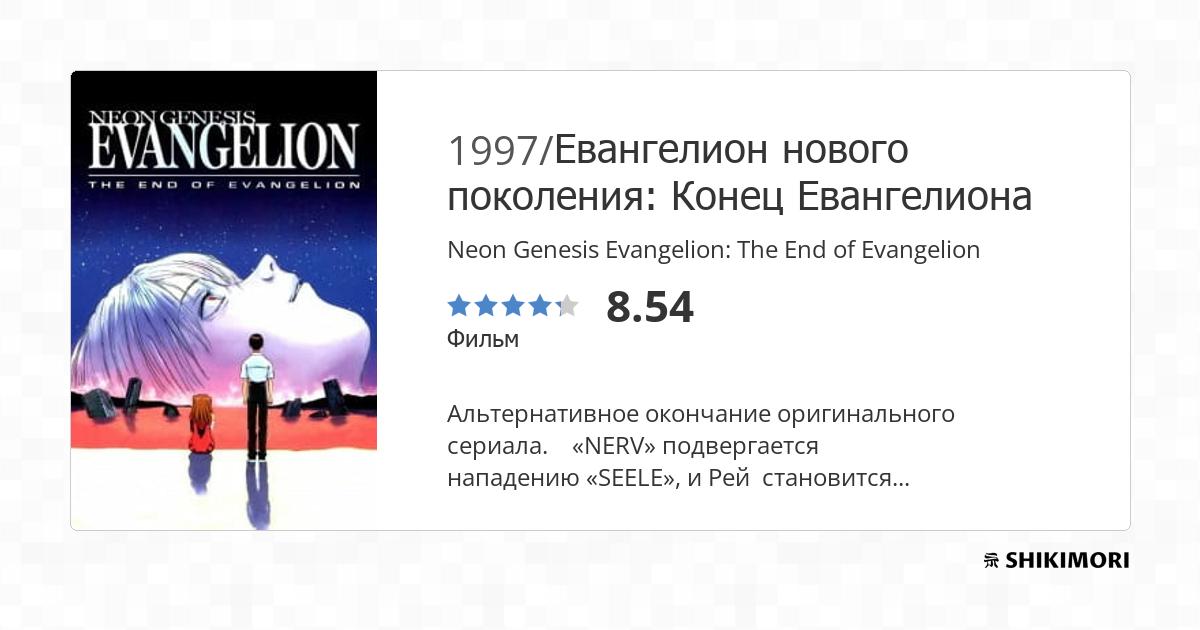 NEON GENESIS
EVANGELION
THE END OF EVANGELION
1997/Евангелион нового
поколения: Конец Евангелиона
Neon Genesis Evangelion: The End of Evangelion
8.54
Фильм
Альтернативное окончание оригинального
сериала. «NERV» подвергается
нападению «SEELE», и Рей становится...
SHIKIMORI